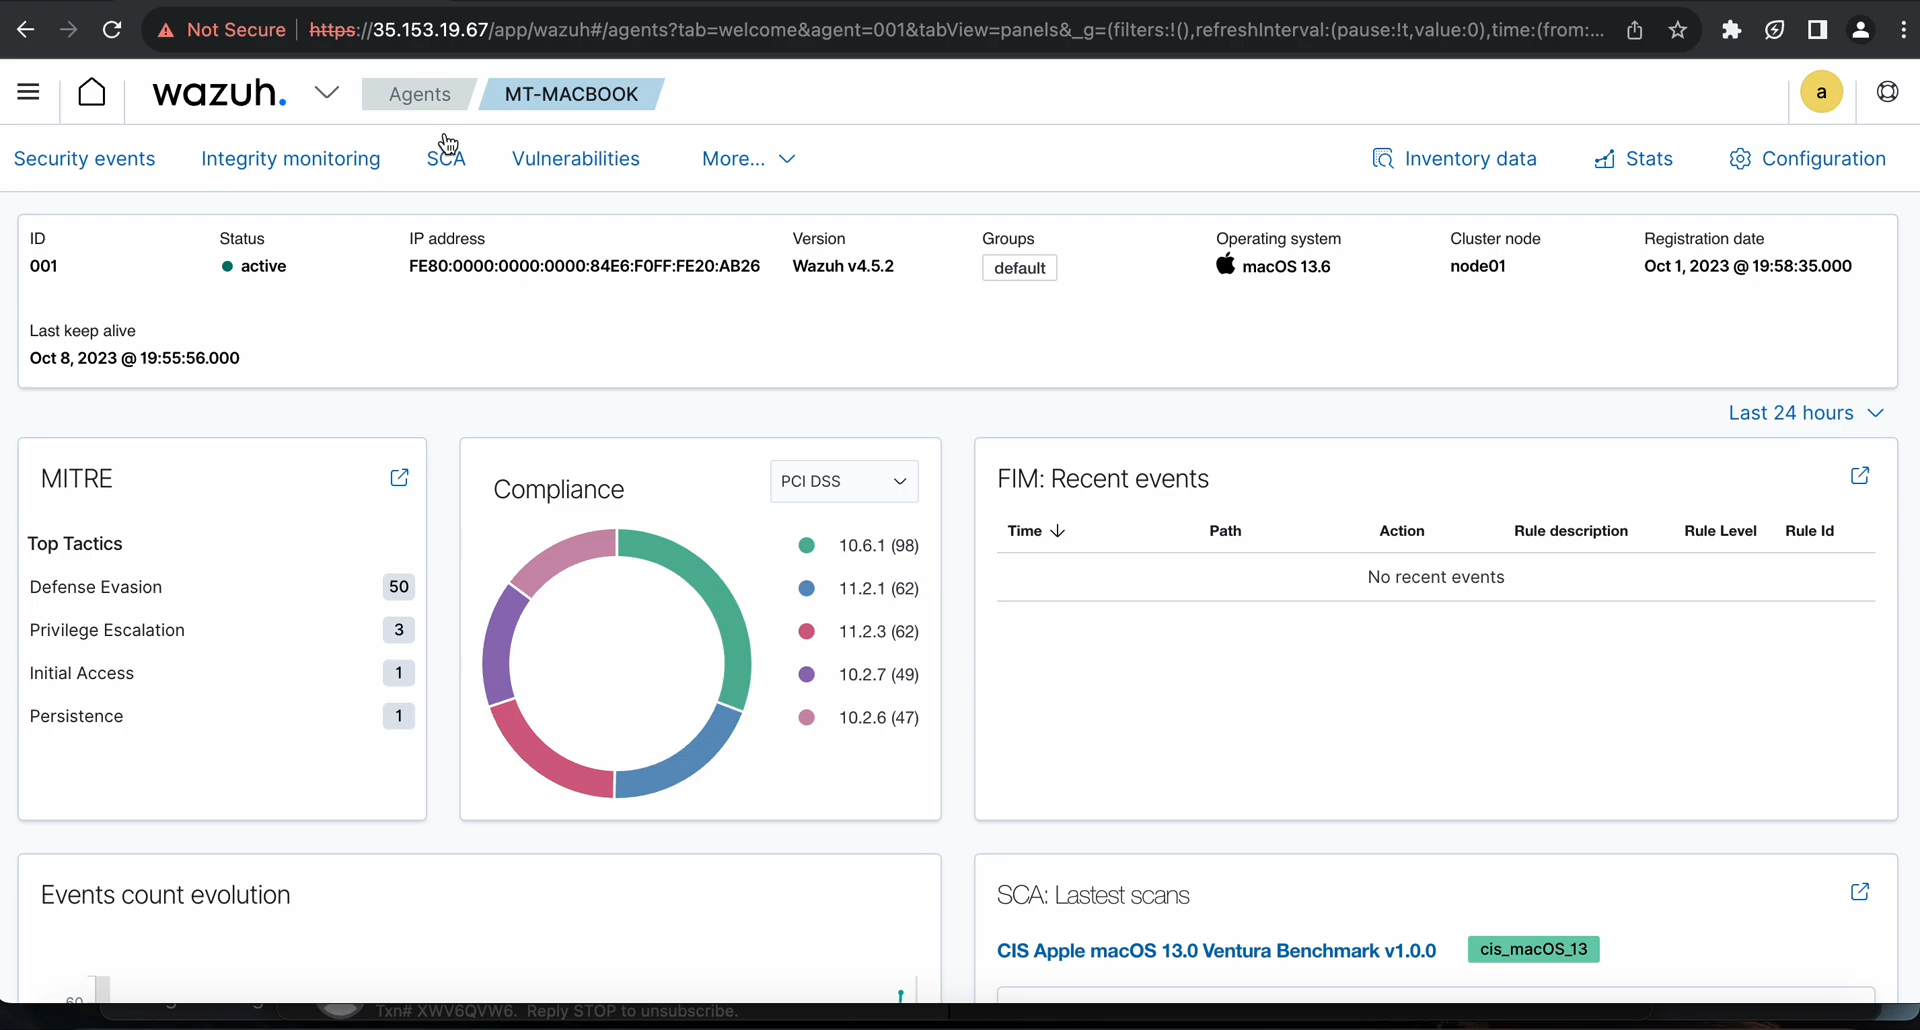 Not Secure https://35.153.19.67/app/wazuh#/agents?tab=welcome&agent=001&tabView=panels&_g=(filters:!(),refreshInterval:(pause:!t,value:0),time:(from:...
wazuh. Agents MT-MACBOOK a
Security events Integrity monitoring SCA Vulnerabilities More... Inventory data Stats Configuration
ID Status IP address Version Groups Operating system Cluster node Registration date
001 active FE80:0000:0000:0000:84E6:F0FF:FE20:AB26 Wazuh v4.5.2 default macOS 13.6 node01 Oct 1, 2023 @ 19:58:35.000
Last keep alive
Oct 8, 2023 @ 19:55:56.000
Last 24 hours
MITRE
Top Tactics
Defense Evasion 50
Privilege Escalation 3
Initial Access 1
Persistence 1
Compliance PCI DSS
10.6.1 (98)
11.2.1 (62)
11.2.3 (62)
10.2.7 (49)
10.2.6 (47)
FIM: Recent events
Time Path Action Rule description Rule Level Rule Id
No recent events
Events count evolution
60
SCA: Lastest scans
CIS Apple macOS 13.0 Ventura Benchmark v1.0.0 cis_macOS_13
Txn# XWV6QVW6. Reply STOP to unsubscribe.